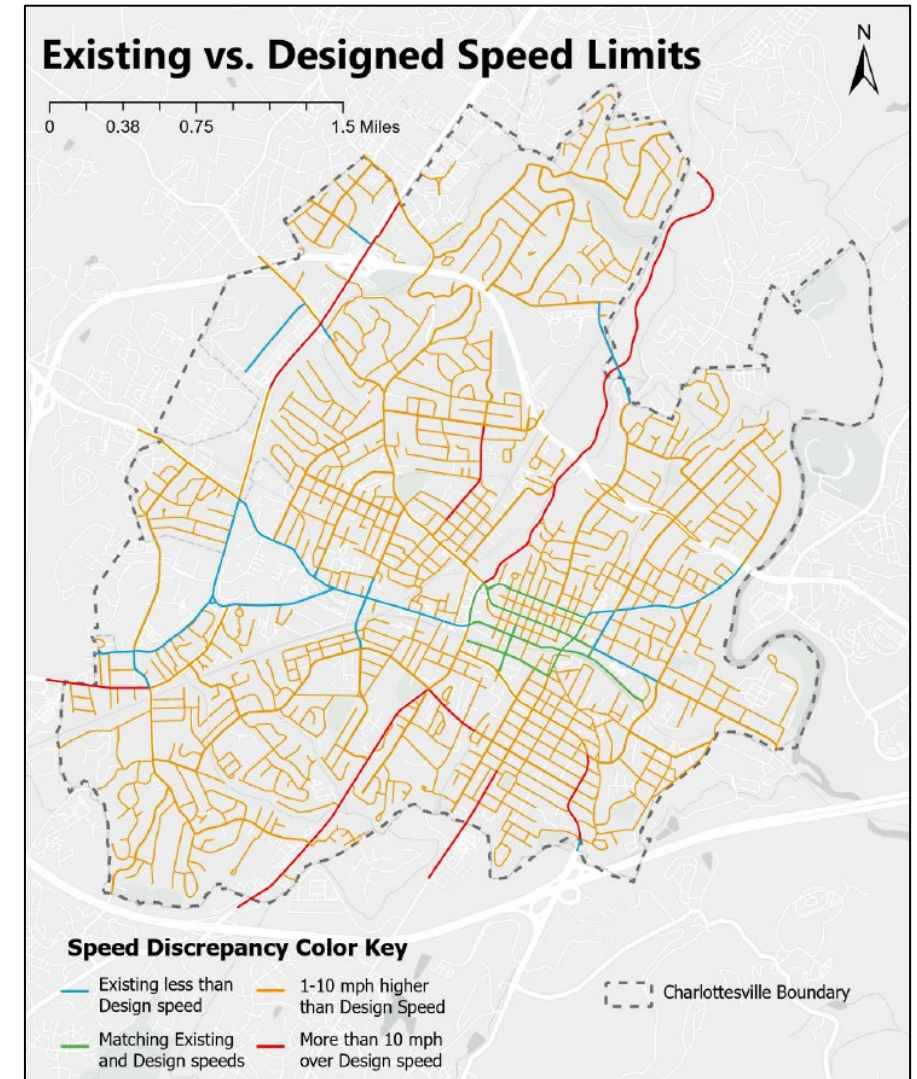 Existing vs. Designed Speed Limits
N
0 0.38 0.75 1.5 Miles
Speed Discrepancy Color Key
Existing less than
Design speed
1-10 mph higher
than Design Speed
Matching Existing
and Design speeds
More than 10 mph
over Design speed
Charlottesville Boundary